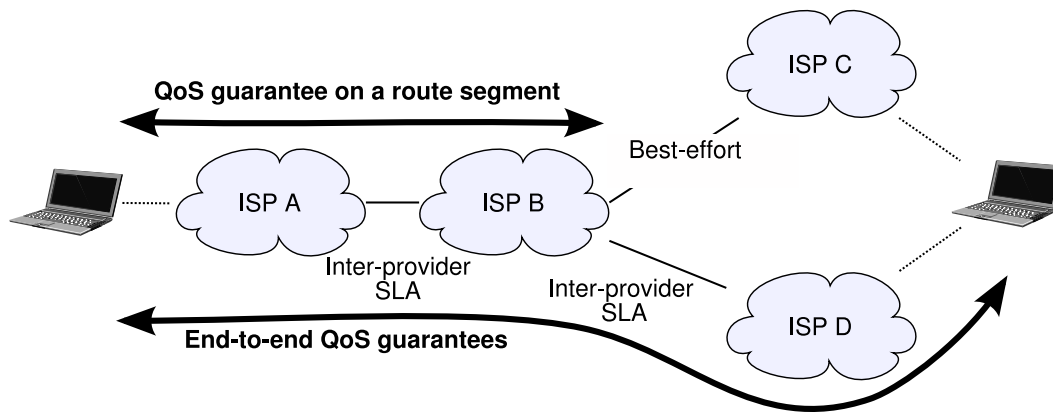 ISP C
QoS guarantee on a route segment
Best-effort
ISP A
ISP B
Inter-provider
SLA
Inter-provider
SLA
ISP D
End-to-end QoS guarantees